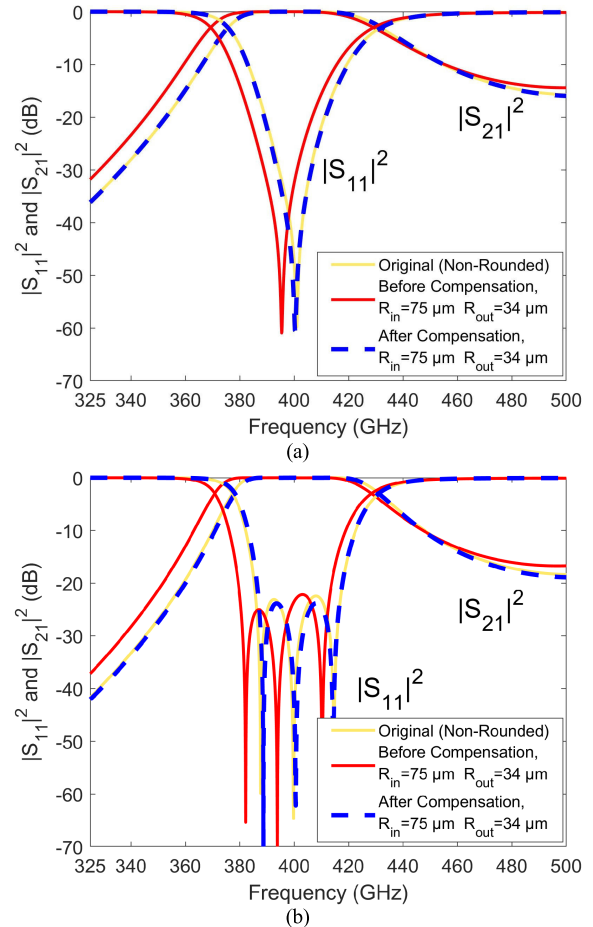 0
-10
-20
-30
-40
-50
-60
-70
|S11|^2 and |S21|^2 (dB)
|S21|^2
|S11|^2
Original (Non-Rounded)
Before Compensation,
Rin=75 μm Rout=34 μm
After Compensation,
Rin=75 μm Rout=34 μm
325 340 360 380 400 420 440 460 480 500
Frequency (GHz)
(a)
0
-10
-20
-30
-40
-50
-60
-70
|S11|^2 and |S21|^2 (dB)
|S21|^2
|S11|^2
Original (Non-Rounded)
Before Compensation,
Rin=75 μm Rout=34 μm
After Compensation,
Rin=75 μm Rout=34 μm
325 340 360 380 400 420 440 460 480 500
Frequency (GHz)
(b)